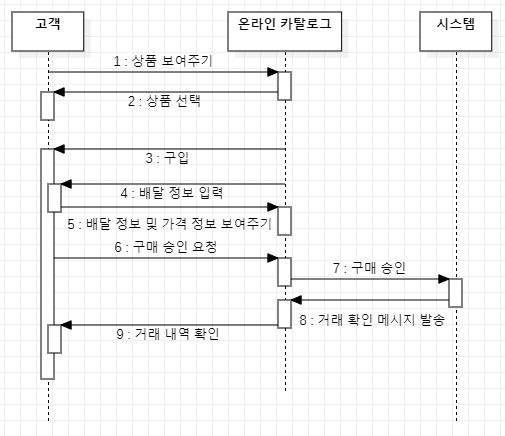 고객
온라인 카탈로그
시스템
1 : 상품 보여주기
2 : 상품 선택
3 : 구입
4 : 배달 정보 입력
5 : 배달 정보 및 가격 정보 보여주기
6 : 구매 승인 요청
7 : 구매 승인
8 : 거래 확인 메시지 발송
9 : 거래 내역 확인